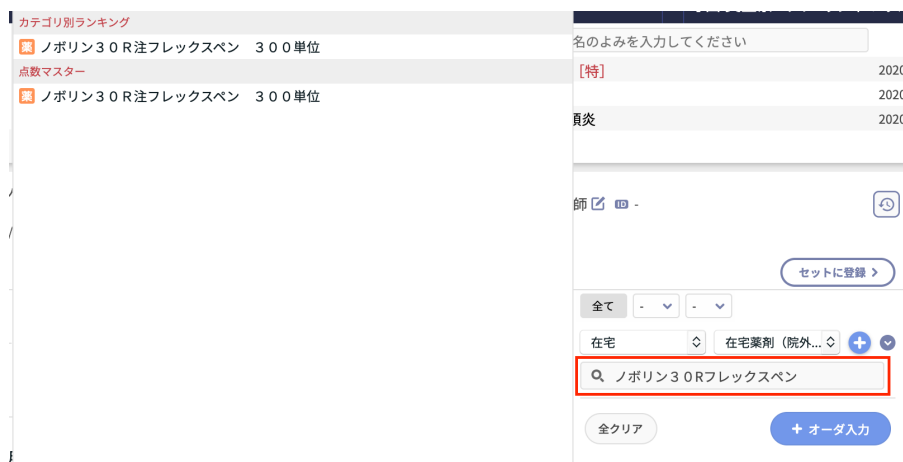 カテゴリ別ランキング
薬 ノボリン３０Ｒ注フレックスペン　３００単位
点数マスター
薬 ノボリン３０Ｒ注フレックスペン　３００単位
名のよみを入力してください
［特］ 2020
2020
頭炎 2020
師 ID -
セットに登録
全て - -
在宅 在宅薬剤（院外...
ノボリン３０Rフレックスペン
全クリア + オーダ入力